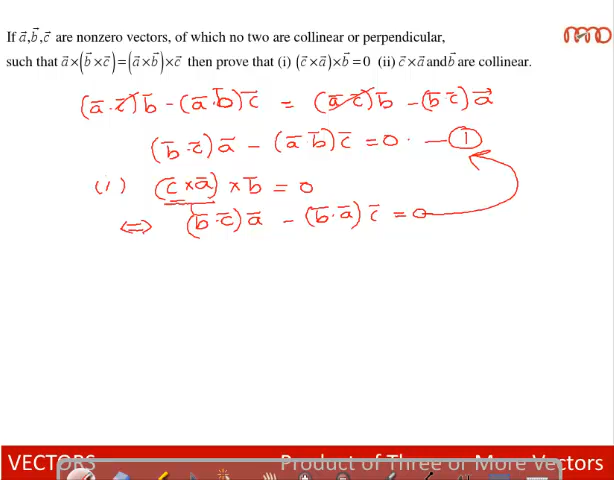 If a⃗,b⃗,c⃗ are nonzero vectors, of which no two are collinear or perpendicular,
such that a⃗×(b⃗×c⃗)=(a⃗×b⃗)×c⃗ then prove that (i) (c⃗×a⃗)×b⃗=0 (ii) c⃗×a⃗ and b⃗ are collinear.
(a̅·c̅)b̅ - (a̅·b̅)c̅ = (a̅·c̅)b̅ - (b̅·c̅)a⃗
(b̅·c̅)a̅ - (a̅ b̅)c̅ = 0 · — 1
(i) (c̅×a̅) × b̅ = 0
⇔ (b̅·c̅)a̅ - (b̅·a̅)c̅ = 0
VECTORS Product of Three or More Vectors